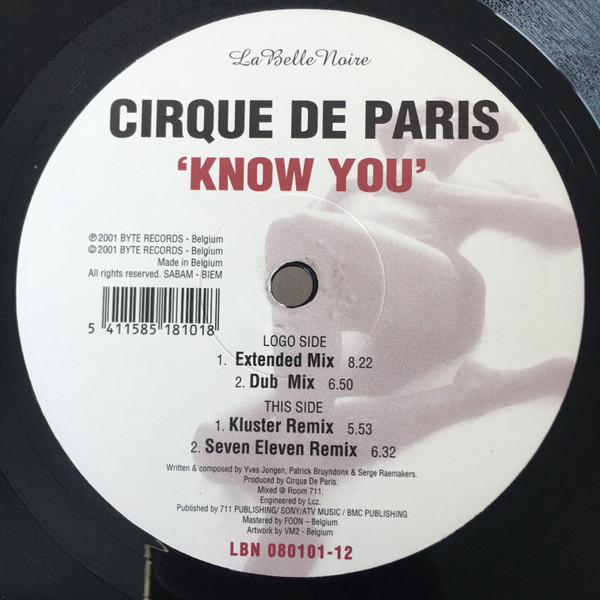 La Belle Noire
CIRQUE DE PARIS
‘KNOW YOU’
℗ 2001 BYTE RECORDS - Belgium
© 2001 BYTE RECORDS - Belgium
Made in Belgium
All rights reserved. SABAM - BIEM
5 411585 181018
LOGO SIDE
1. Extended Mix 8.22
2. Dub Mix 6.50
THIS SIDE
1. Kluster Remix 5.53
2. Seven Eleven Remix 6.32
Written & composed by Yves Jongen, Patrick Bruyndonx & Serge Raemakers.
Produced by Cirque De Paris.
Mixed @ Room 711.
Engineered by Lcz.
Published by 711 PUBLISHING/ SONY/ATV MUSIC / BMC PUBLISHING
Mastered by FOON – Belgium
Artwork by VM2 - Belgium
LBN 080101-12